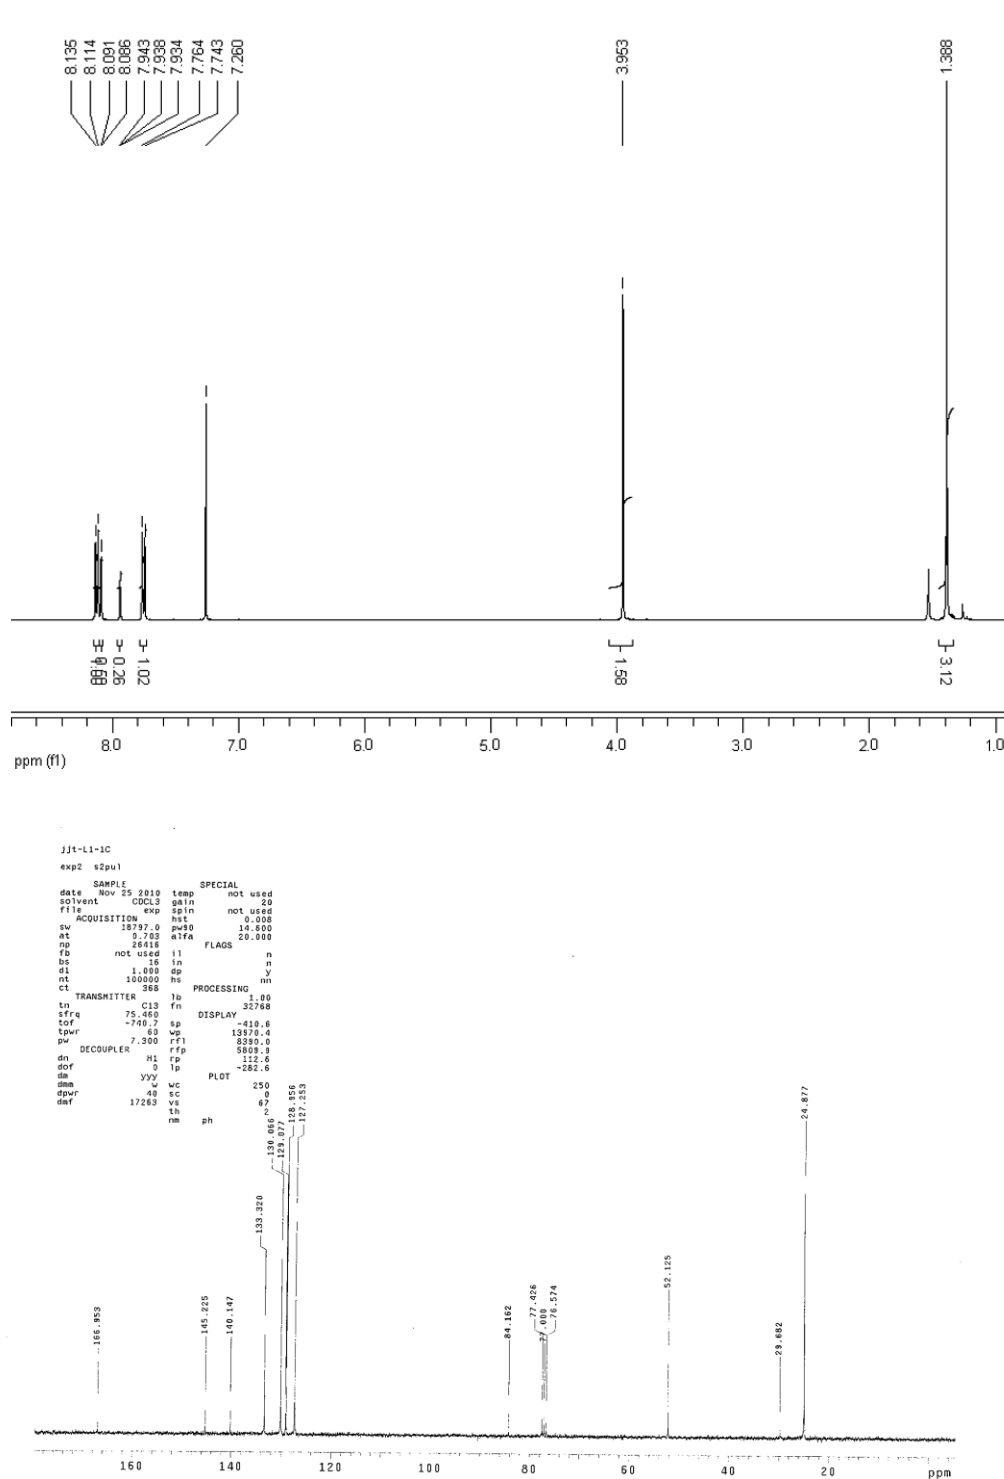 8.135
8.114
8.091
8.086
7.943
7.938
7.934
7.764
7.743
7.260
3.953
1.388
0.26
1.02
1.58
3.12
8.0 7.0 6.0 5.0 4.0 3.0 2.0 1.0
ppm (f1)
jjt-L1-1C
exp2 s2pul
SAMPLE SPECIAL
date Nov 25 2010 temp not used
solvent CDCL3 gain 20
file exp spin not used
ACQUISITION hst 0.008
sw 18797.0 pw90 14.600
at 0.703 alfa 20.000
np 26416 FLAGS
fb not used il n
bs 16 in n
d1 1.000 dp y
nt 100000 hs nn
ct 368 PROCESSING
TRANSMITTER lb 1.00
tn C13 fn 32768
sfrq 75.460 DISPLAY
tof -740.7 sp -410.6
tpwr 60 wp 13970.4
pw 7.300 rfl 8390.0
DECOUPLER rfp 5809.9
dn H1 rp 112.6
dof 0 lp -282.6
dm yyy PLOT
dmm w wc 250
dpwr 40 sc 0
dmf 17263 vs 67
th 2
nm ph
166.953
145.225
140.147
133.320
130.066
129.077
128.956
127.253
84.162
77.426
77.000
76.574
52.125
29.682
24.877
160 140 120 100 80 60 40 20 ppm